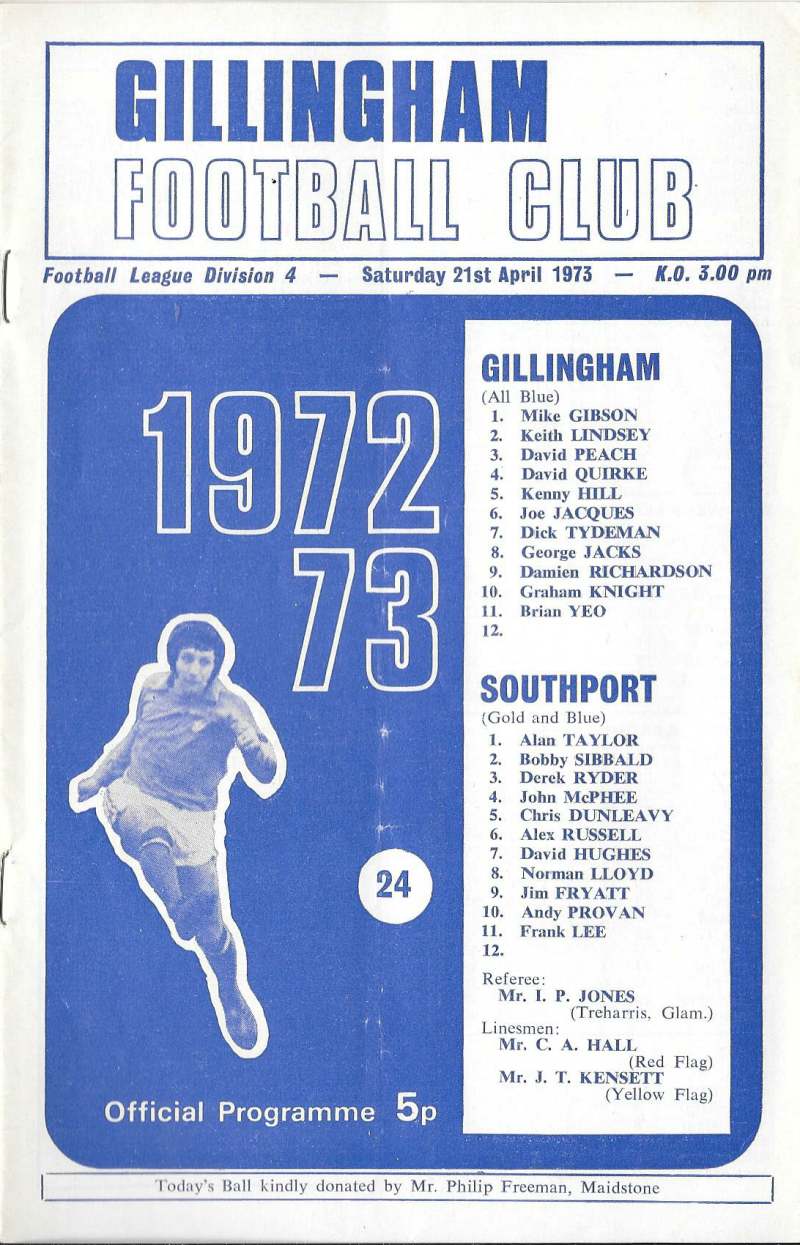 GILLINGHAM
FOOTBALL CLUB
Football League Division 4 — Saturday 21st April 1973 — K.O. 3.00 pm
1972
73
24
Official Programme 5p
GILLINGHAM
(All Blue)
1. Mike GIBSON
2. Keith LINDSEY
3. David PEACH
4. David QUIRKE
5. Kenny HILL
6. Joe JACQUES
7. Dick TYDEMAN
8. George JACKS
9. Damien RICHARDSON
10. Graham KNIGHT
11. Brian YEO
12.
SOUTHPORT
(Gold and Blue)
1. Alan TAYLOR
2. Bobby SIBBALD
3. Derek RYDER
4. John McPHEE
5. Chris DUNLEAVY
6. Alex RUSSELL
7. David HUGHES
8. Norman LLOYD
9. Jim FRYATT
10. Andy PROVAN
11. Frank LEE
12.
Referee:
Mr. I. P. JONES
(Treharris, Glam.)
Linesmen:
Mr. C. A. HALL
(Red Flag)
Mr. J. T. KENSETT
(Yellow Flag)
Today's Ball kindly donated by Mr. Philip Freeman, Maidstone